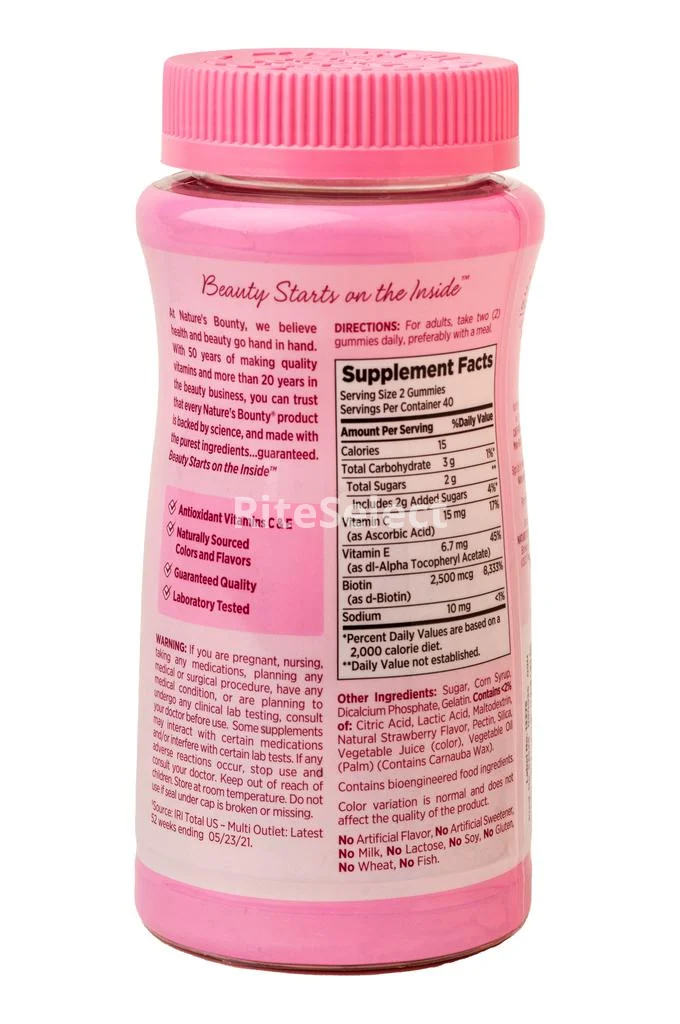 Beauty Starts on the Inside™
At Nature's Bounty, we believe
health and beauty go hand in hand.
With 50 years of making quality
vitamins and more than 20 years in
the beauty business, you can trust
that every Nature's Bounty® product
is backed by science, and made with
the purest ingredients...guaranteed.
Beauty Starts on the Inside™
Antioxidant Vitamins C & E
Naturally Sourced
Colors and Flavors
Guaranteed Quality
Laboratory Tested
WARNING: If you are pregnant, nursing,
taking any medications, planning any
medical or surgical procedure, have any
medical condition, or are planning to
undergo any clinical lab testing, consult
your doctor before use. Some supplements
may interact with certain medications
and/or interfere with certain lab tests. If any
adverse reactions occur, stop use and
consult your doctor. Keep out of reach of
children. Store at room temperature. Do not
use if seal under cap is broken or missing.
*Source: IRI Total US – Multi Outlet: Latest
52 weeks ending 05/23/21.
DIRECTIONS: For adults, take two (2)
gummies daily, preferably with a meal.
Supplement Facts
Serving Size 2 Gummies
Servings Per Container 40
Amount Per Serving %Daily Value
Calories 15
Total Carbohydrate 3 g 1%*
Total Sugars 2 g **
Includes 2g Added Sugars 4%*
Vitamin C 15 mg 17%
(as Ascorbic Acid)
Vitamin E 6.7 mg 45%
(as dl-Alpha Tocopheryl Acetate)
Biotin 2,500 mcg 8,333%
(as d-Biotin)
Sodium 10 mg <1%
*Percent Daily Values are based on a
2,000 calorie diet.
**Daily Value not established.
Other Ingredients: Sugar, Corn Syrup,
Dicalcium Phosphate, Gelatin. Contains <2%
of: Citric Acid, Lactic Acid, Maltodextrin,
Natural Strawberry Flavor, Pectin, Silica,
Vegetable Juice (color), Vegetable Oil
(Palm) (Contains Carnauba Wax).
Contains bioengineered food ingredients.
Color variation is normal and does not
affect the quality of the product.
No Artificial Flavor, No Artificial Sweetener,
No Milk, No Lactose, No Soy, No Gluten,
No Wheat, No Fish.
RiteSelect